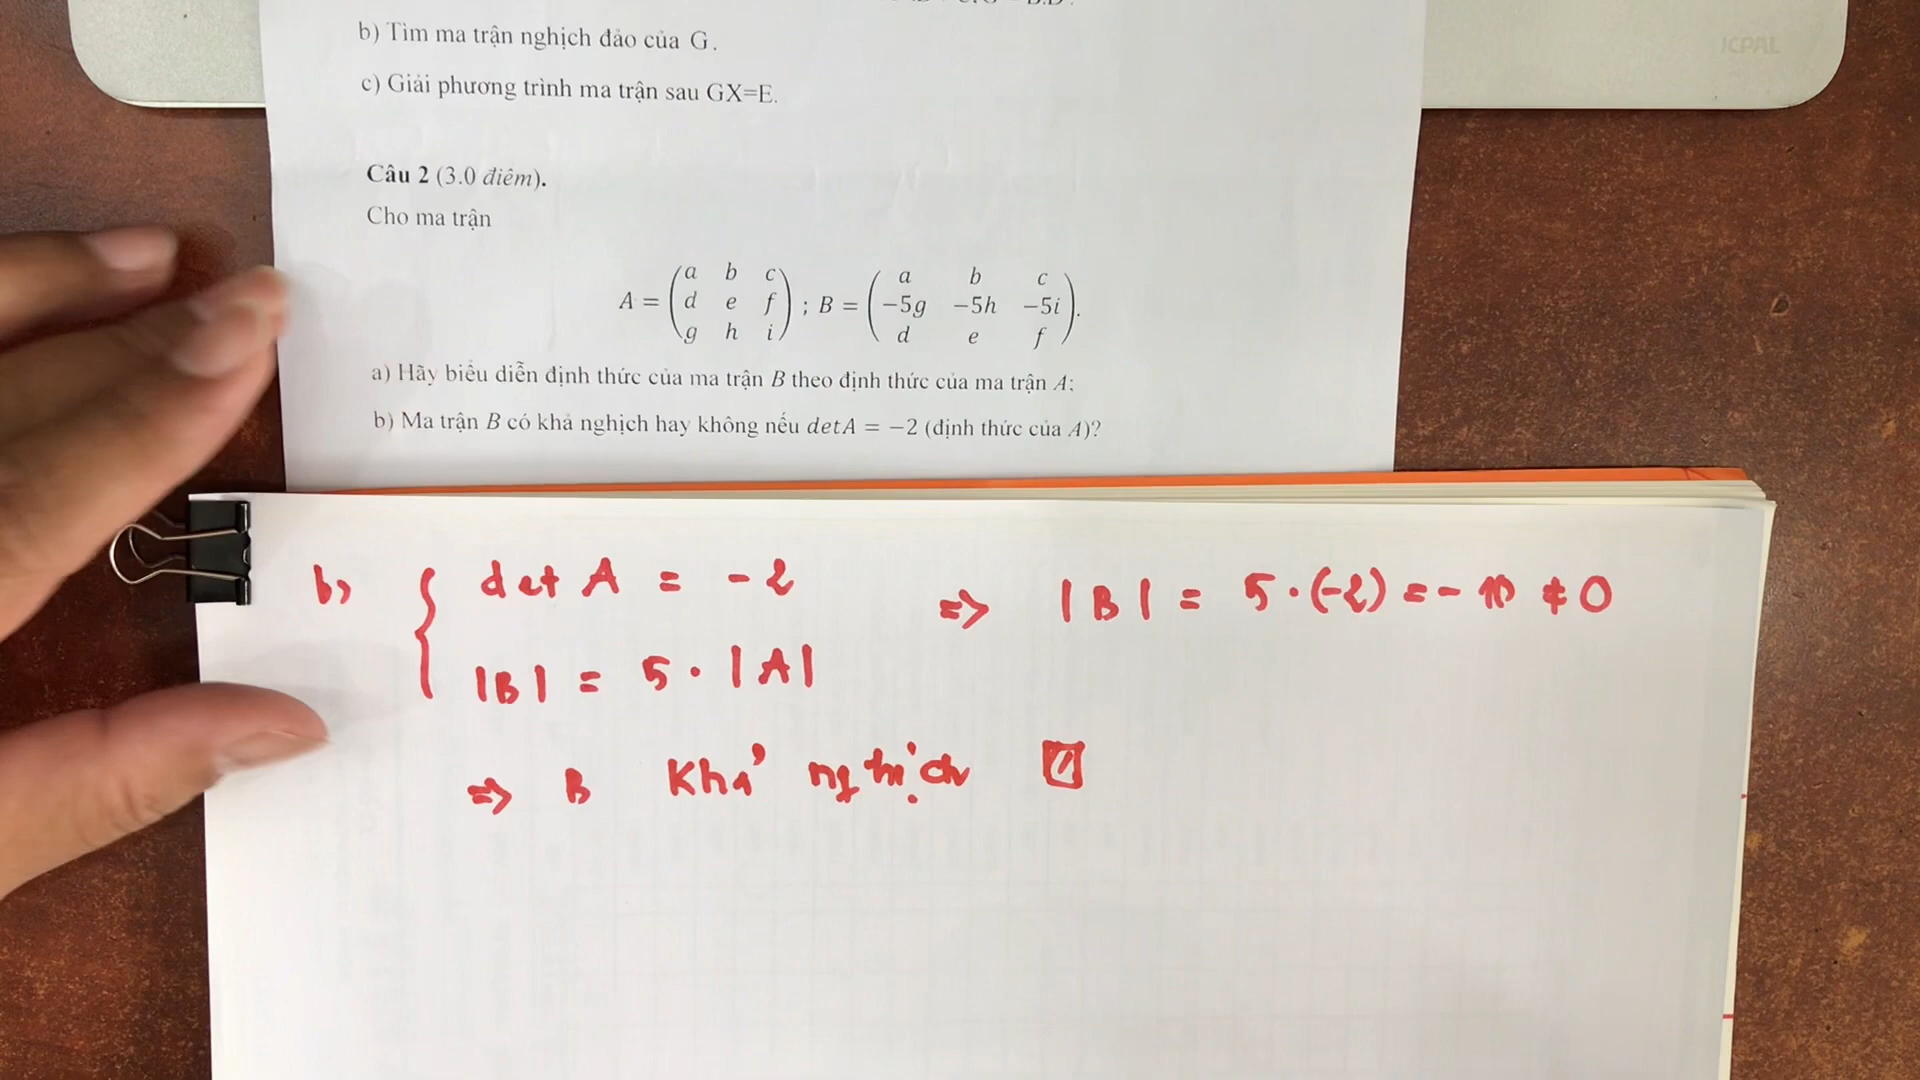 b) Tìm ma trận nghịch đảo của G.
JCPAL
c) Giải phương trình ma trận sau GX=E.
Câu 2 (3.0 điểm).
Cho ma trận
A = (a b c; d e f; g h i) ; B = (a b c; −5g −5h −5i; d e f).
a) Hãy biểu diễn định thức của ma trận B theo định thức của ma trận A;
b) Ma trận B có khả nghịch hay không nếu detA = −2 (định thức của A)?
b) { det A = -2 => |B| = 5 · (-2) = -10 ≠ 0
|B| = 5 · |A|
=> B Khả nghịch